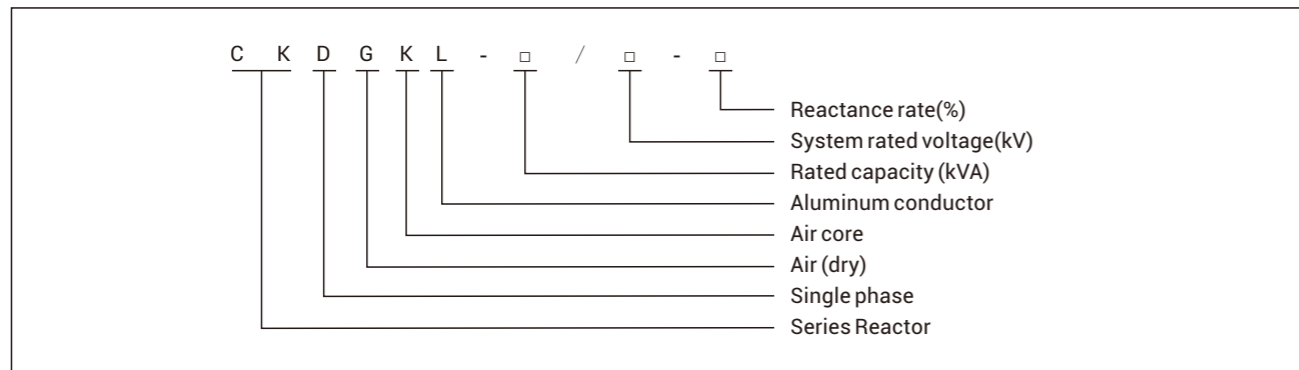 C K D G K L - □ / □ - □
Reactance rate(%)
System rated voltage(kV)
Rated capacity (kVA)
Aluminum conductor
Air core
Air (dry)
Single phase
Series Reactor